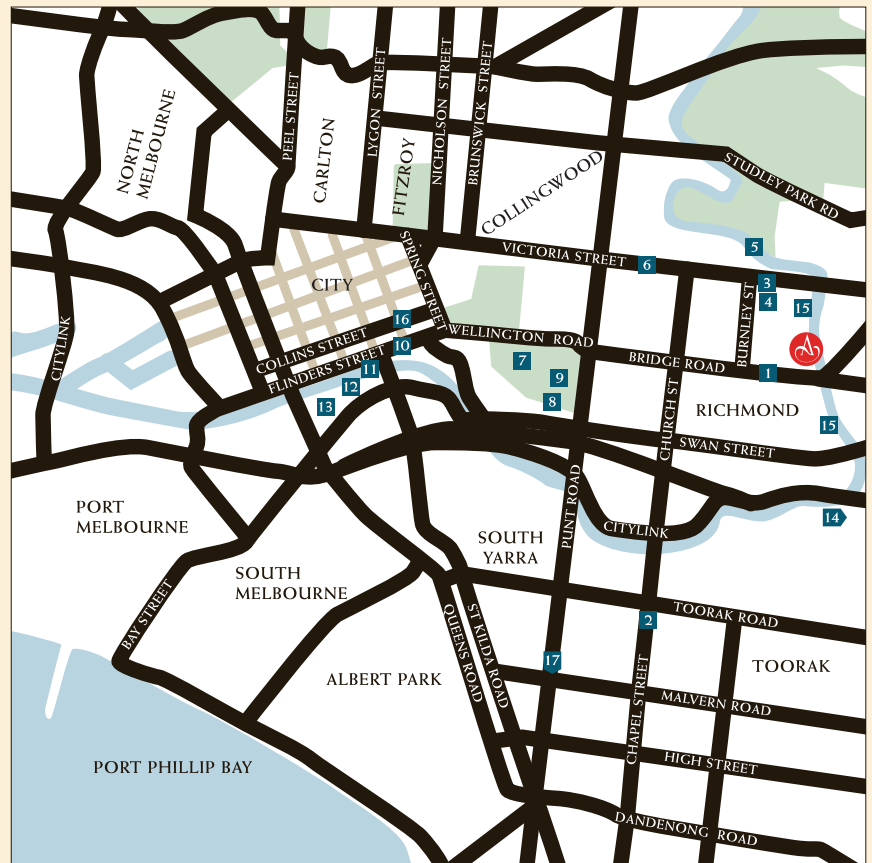 PEEL STREET
LYGON STREET
NICHOLSON STREET
BRUNSWICK STREET
NORTH
MELBOURNE
CARLTON
FITZROY
COLLINGWOOD
STUDLEY PARK RD
VICTORIA STREET
SPRING STREET
5
6
3
4
15
CITY
BURNLEY ST
A
16
10
COLLINS STREET
FLINDERS STREET
WELLINGTON ROAD
BRIDGE ROAD
CITYLINK
7
9
8
1
11
12
13
CHURCH ST
RICHMOND
15
SWAN STREET
PORT
MELBOURNE
PUNT ROAD
CITYLINK
14
SOUTH
YARRA
SOUTH
MELBOURNE
BAY STREET
TOORAK ROAD
2
QUEENS ROAD
ST KILDA ROAD
17
TOORAK
ALBERT PARK
MALVERN ROAD
CHAPEL STREET
HIGH STREET
PORT PHILLIP BAY
DANDENONG ROAD